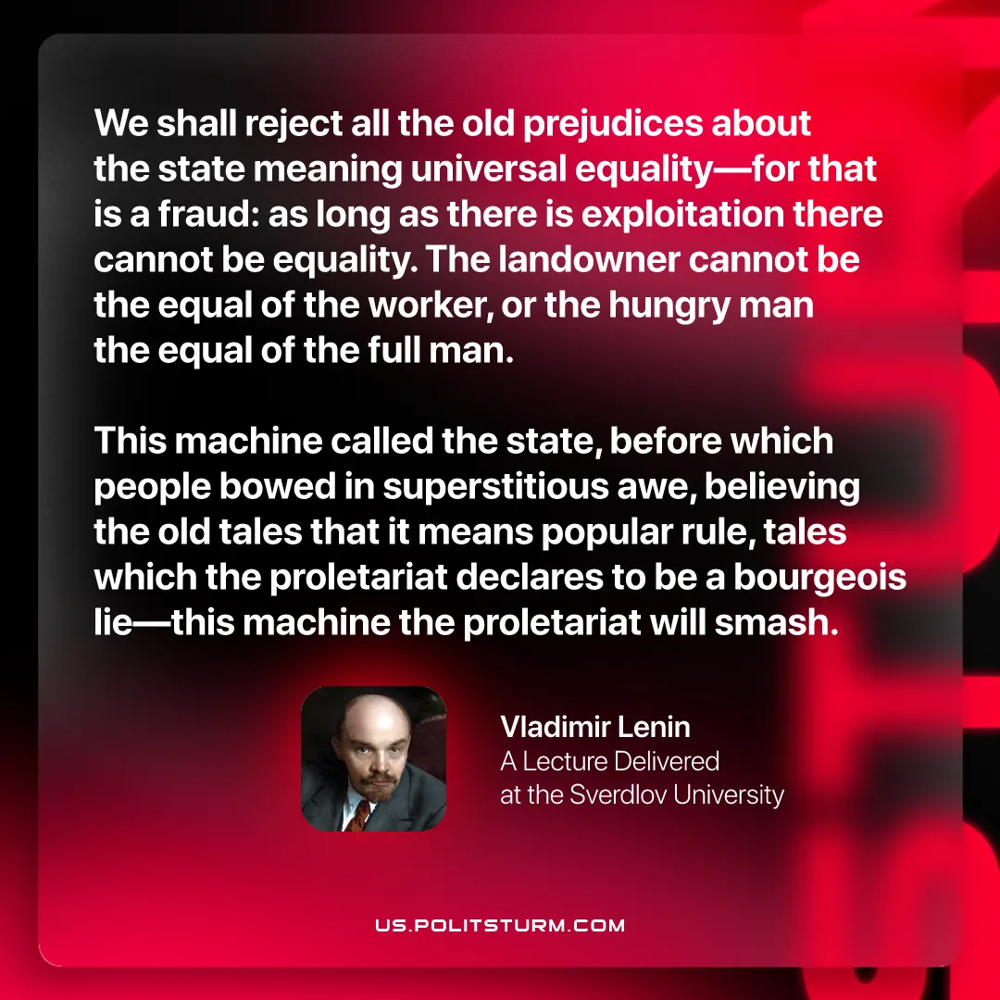 We shall reject all the old prejudices about
the state meaning universal equality—for that
is a fraud: as long as there is exploitation there
cannot be equality. The landowner cannot be
the equal of the worker, or the hungry man
the equal of the full man.
This machine called the state, before which
people bowed in superstitious awe, believing
the old tales that it means popular rule, tales
which the proletariat declares to be a bourgeois
lie—this machine the proletariat will smash.
Vladimir Lenin
A Lecture Delivered
at the Sverdlov University
US.POLITSTURM.COM